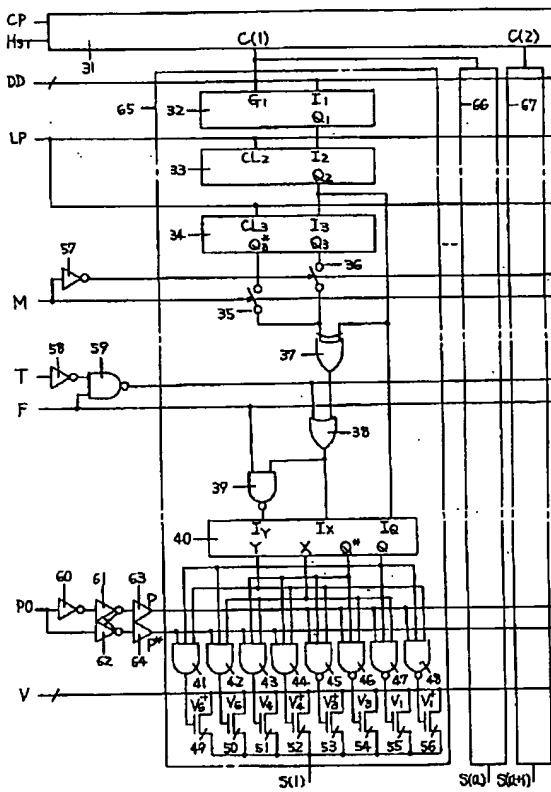 CP
Hst
C(1)
C(2)
31
DD
65
G1
I1
66
67
32
Q1
LP
CL2
I2
33
Q2
CL3
I3
34
Q3*
Q3
57
36
M
35
37
58
59
T
F
38
39
IY
IX
IQ
40
Y
X
Q*
Q
60
61
63
P0
P
62
64
P*
41
42
43
44
45
46
47
48
V
V5
V4
V3
V1
49
50
51
52
53
54
55
56
S(1)
S(a)
S(a+1)